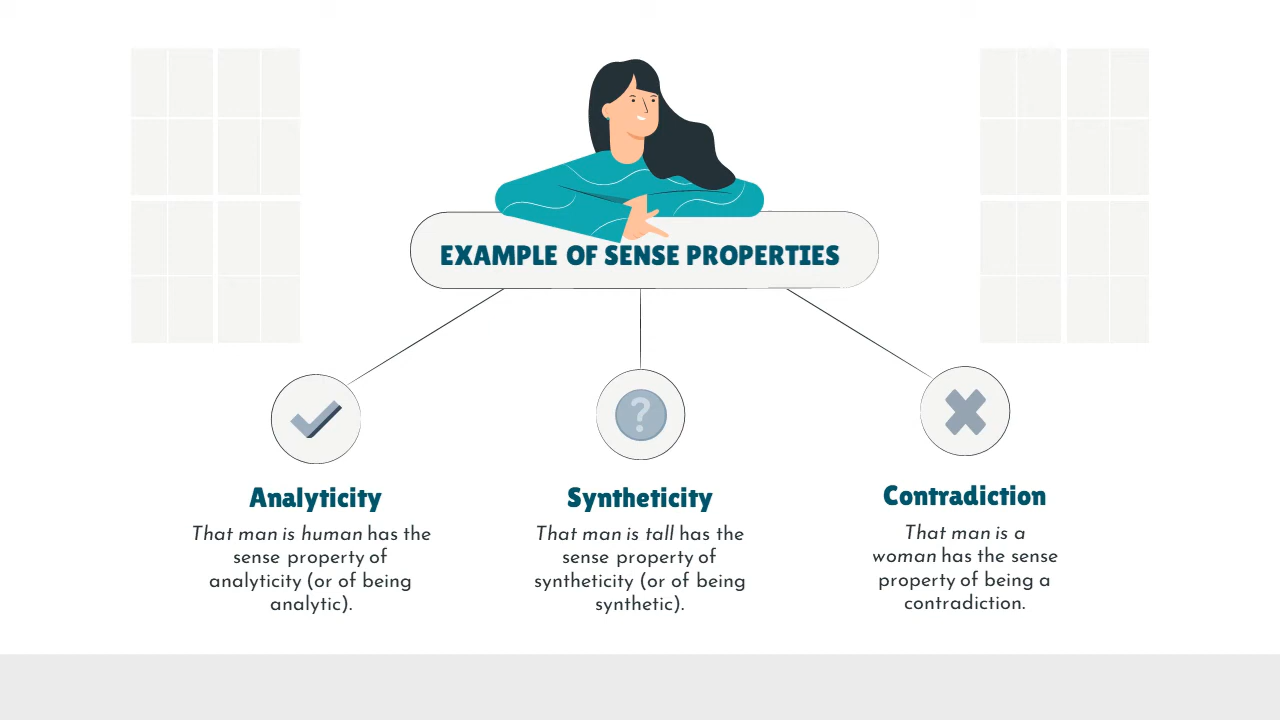 EXAMPLE OF SENSE PROPERTIES
?
Analyticity
That man is human has the
sense property of
analyticity (or of being
analytic).
Syntheticity
That man is tall has the
sense property of
syntheticity (or of being
synthetic).
Contradiction
That man is a
woman has the sense
property of being a
contradiction.